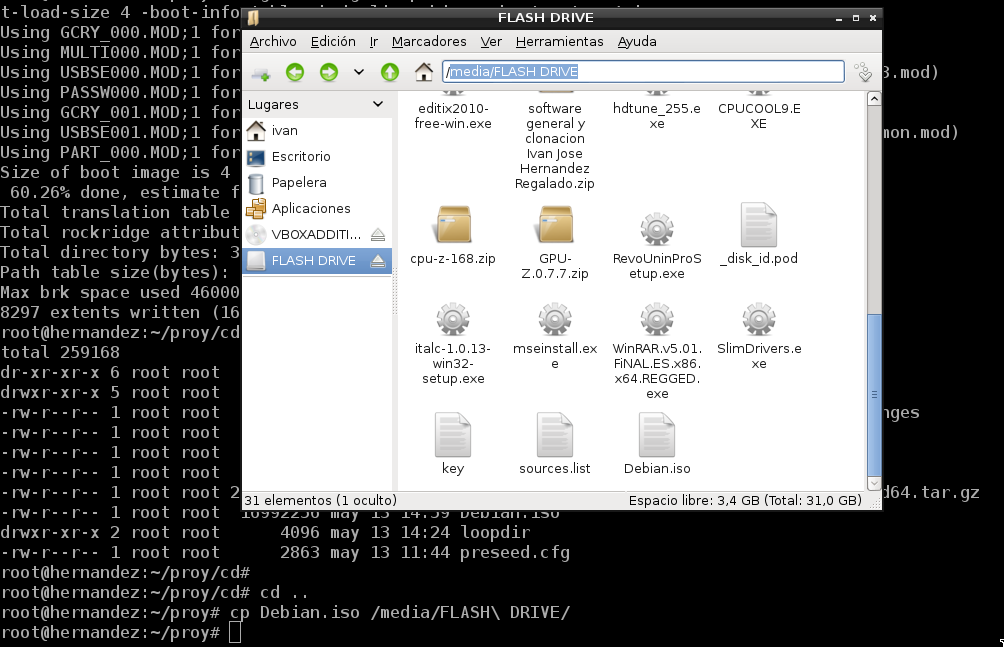 t-load-size 4 -boot-info
Using GCRY_000.MOD;1 for
Using MULTI000.MOD;1 for
Using USBSE000.MOD;1 for
3.mod)
Using PASSW000.MOD;1 for
Using GCRY_001.MOD;1 for
Using USBSE001.MOD;1 for
mon.mod)
Using PART_000.MOD;1 for
Size of boot image is 4
60.26% done, estimate f
Total translation table
Total rockridge attribut
Total directory bytes: 3
Path table size(bytes):
Max brk space used 46000
8297 extents written (16
root@hernandez:~/proy/cd
total 259168
dr-xr-xr-x 6 root root
drwxr-xr-x 5 root root
-rw-r--r-- 1 root root
nges
-rw-r--r-- 1 root root
-rw-r--r-- 1 root root
-rw-r--r-- 1 root root
-rw-r--r-- 1 root root 2
d64.tar.gz
-rw-r--r-- 1 root root  16992256 may 13 14:59 Debian.iso
drwxr-xr-x 2 root root      4096 may 13 14:24 loopdir
-rw-r--r-- 1 root root      2863 may 13 11:44 preseed.cfg
root@hernandez:~/proy/cd#
root@hernandez:~/proy/cd# cd ..
root@hernandez:~/proy# cp Debian.iso /media/FLASH\ DRIVE/
root@hernandez:~/proy#
FLASH DRIVE
Archivo Edición Ir Marcadores Ver Herramientas Ayuda
/media/FLASH DRIVE
Lugares
ivan
Escritorio
Papelera
Aplicaciones
VBOXADDITI...
FLASH DRIVE
editix2010-
free-win.exe
software
general y
clonacion
Ivan Jose
Hernandez
Regalado.zip
hdtune_255.e
xe
CPUCOOL9.E
XE
cpu-z-168.zip
GPU-
Z.0.7.7.zip
RevoUninProS
etup.exe
_disk_id.pod
italc-1.0.13-
win32-
setup.exe
mseinstall.ex
e
WinRAR.v5.01.
FiNAL.ES.x86.
x64.REGGED.
exe
SlimDrivers.e
xe
key
sources.list
Debian.iso
31 elementos (1 oculto)
Espacio libre: 3,4 GB (Total: 31,0 GB)